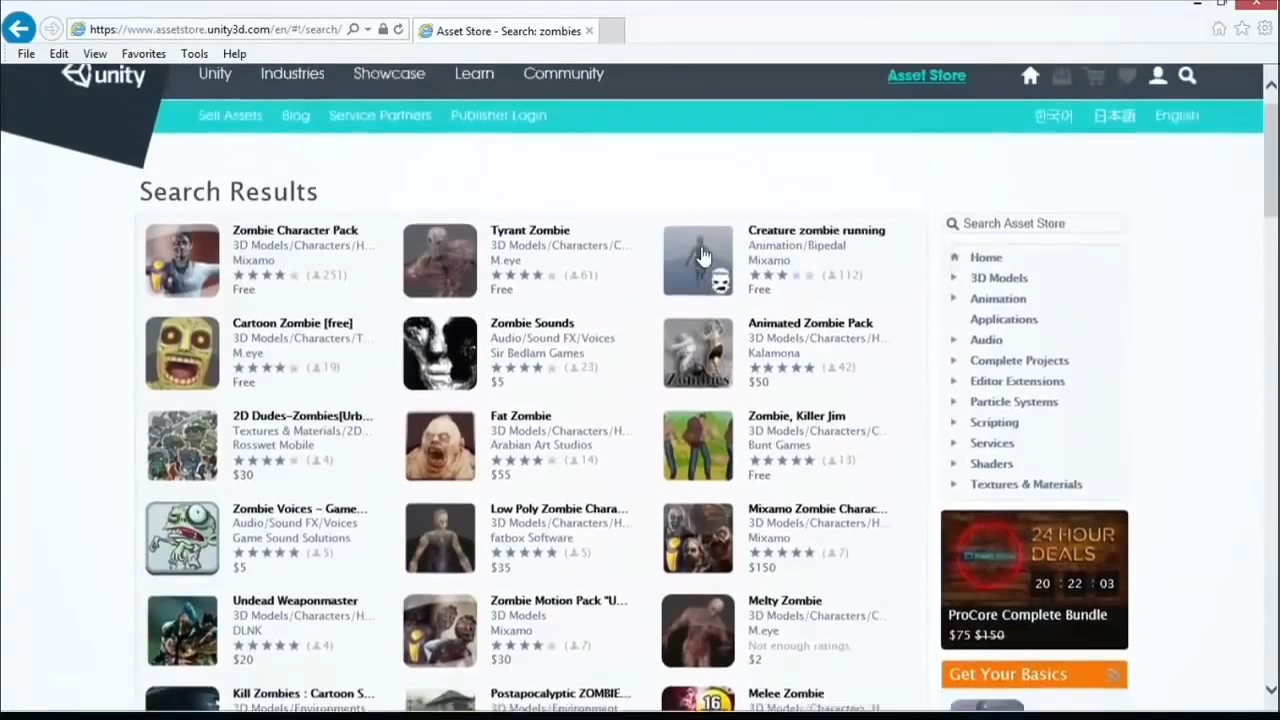 https://www.assetstore.unity3d.com/en/#!/search/
Asset Store - Search: zombies
File Edit View Favorites Tools Help
unity
Unity Industries Showcase Learn Community Asset Store
Sell Assets Blog Service Partners Publisher Login 한국어 日本語 English
Search Results
Zombie Character Pack
3D Models/Characters/H...
Mixamo
(251)
Free
Tyrant Zombie
3D Models/Characters/C...
M.eye
(61)
Free
Creature zombie running
Animation/Bipedal
Mixamo
(112)
Free
Cartoon Zombie [free]
3D Models/Characters/T...
M.eye
(19)
Free
Zombie Sounds
Audio/Sound FX/Voices
Sir Bedlam Games
(23)
$5
Zombies
Animated Zombie Pack
3D Models/Characters/H...
Kalamona
(42)
$50
2D Dudes-Zombies[Urb...
Textures & Materials/2D...
Rosswet Mobile
(4)
$30
Fat Zombie
3D Models/Characters/H...
Arabian Art Studios
(14)
$55
Zombie, Killer Jim
3D Models/Characters/C...
Bunt Games
(13)
Free
Zombie Voices - Game...
Audio/Sound FX/Voices
Game Sound Solutions
(5)
$5
Low Poly Zombie Chara...
3D Models/Characters/H...
fatbox Software
(5)
$35
Mixamo Zombie Charac...
3D Models/Characters/H...
Mixamo
(7)
$150
Undead Weaponmaster
3D Models/Characters/H...
DLNK
(4)
$20
Zombie Motion Pack "U...
3D Models
Mixamo
(7)
$30
Melty Zombie
3D Models/Characters/C...
M.eye
Not enough ratings
$2
Kill Zombies : Cartoon S...
3D Models/Environments
Postapocalyptic ZOMBIE...
3D Models/Environment
16
Melee Zombie
3D Models/Characters/H...
Search Asset Store
Home
3D Models
Animation
Applications
Audio
Complete Projects
Editor Extensions
Particle Systems
Scripting
Services
Shaders
Textures & Materials
24 HOUR
DEALS
20 : 22 : 03
ProCore Complete Bundle
$75 $150
Get Your Basics